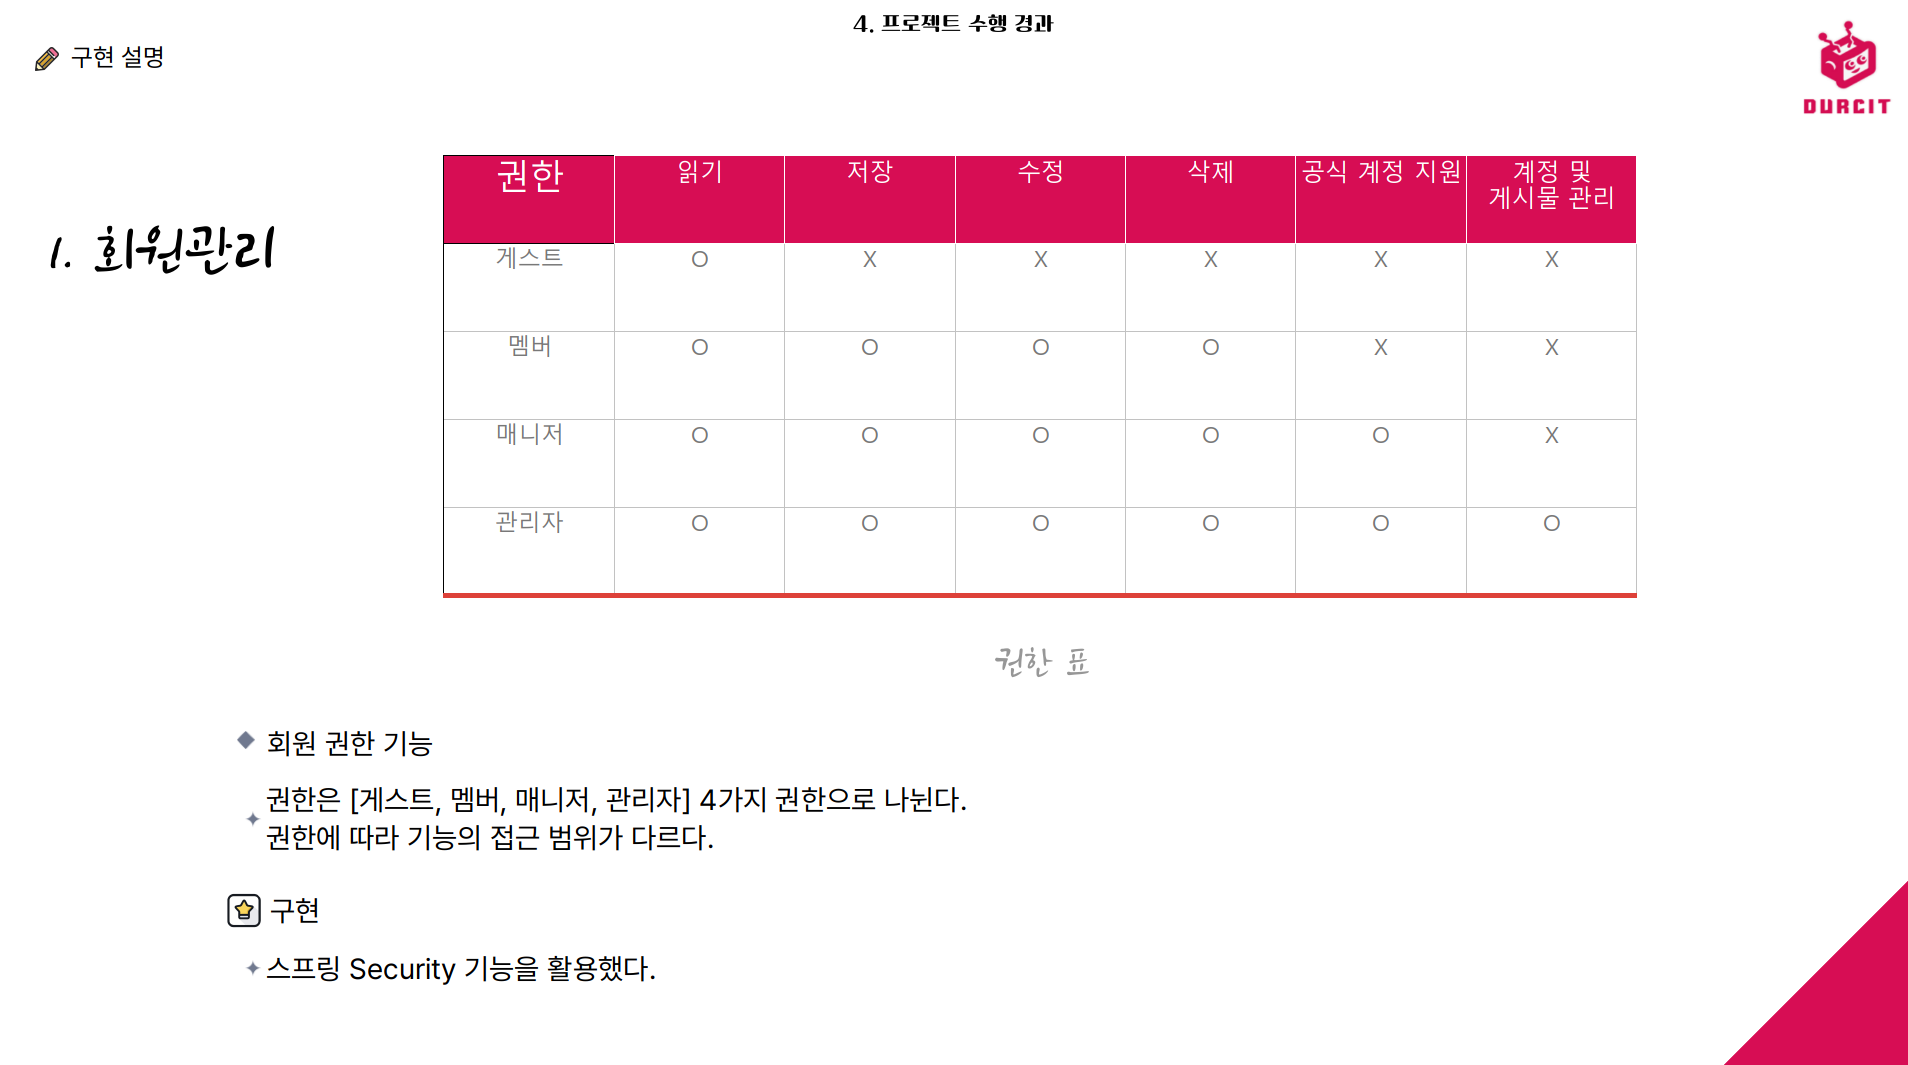 4. 프로젝트 수행 경과
구현 설명
DURCIT
1. 회원관리
권한 읽기 저장 수정 삭제 공식 계정 지원 계정 및
게시물 관리
게스트 O X X X X X
멤버 O O O O X X
매니저 O O O O O X
관리자 O O O O O O
권한 표
회원 권한 기능
권한은 [게스트, 멤버, 매니저, 관리자] 4가지 권한으로 나뉜다.
권한에 따라 기능의 접근 범위가 다르다.
구현
스프링 Security 기능을 활용했다.